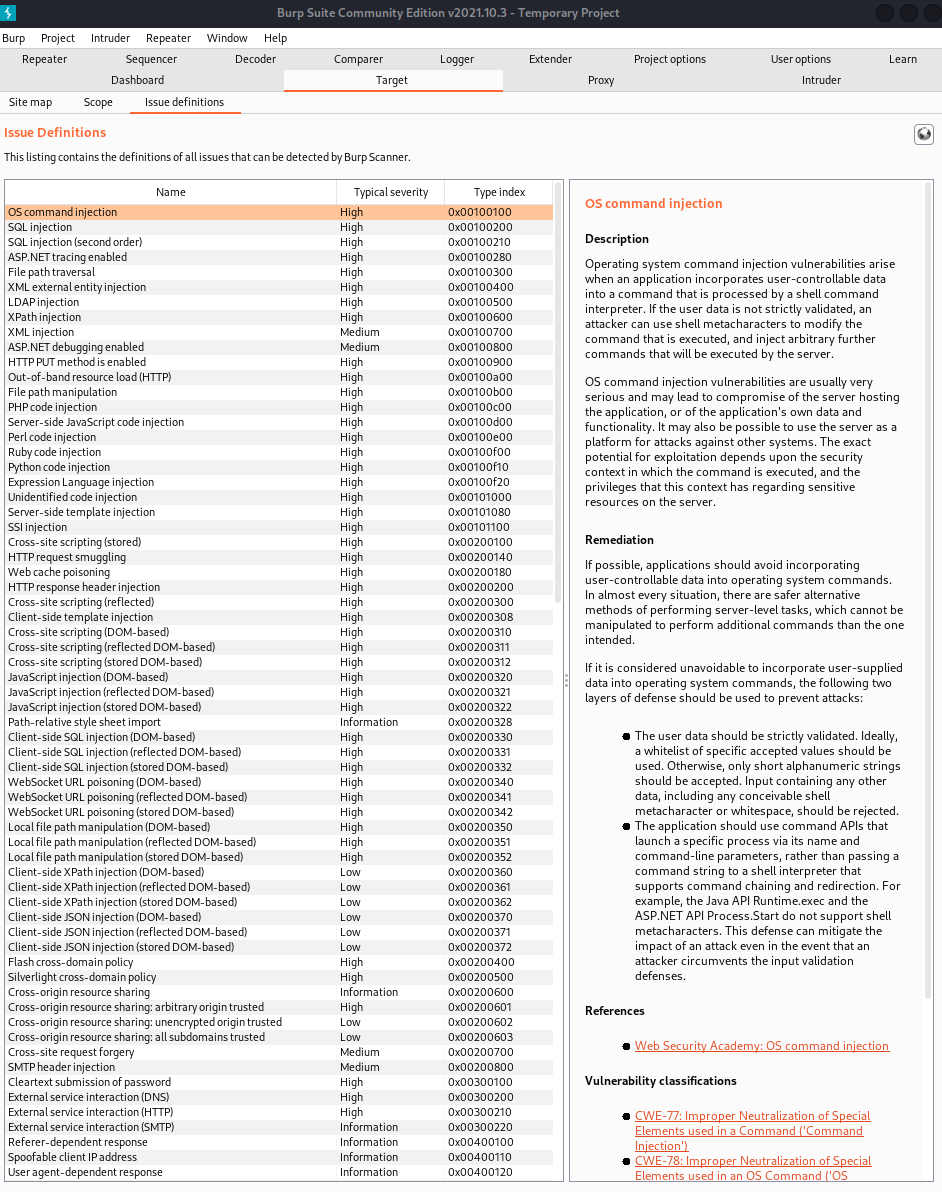 Burp Suite Community Edition v2021.10.3 - Temporary Project
Burp Project Intruder Repeater Window Help
Repeater Sequencer Decoder Comparer Logger Extender Project options User options Learn
Dashboard Target Proxy Intruder
Site map Scope Issue definitions
Issue Definitions
This listing contains the definitions of all issues that can be detected by Burp Scanner.
Name Typical severity Type index
OS command injection High 0x00100100
SQL injection High 0x00100200
SQL injection (second order) High 0x00100210
ASP.NET tracing enabled High 0x00100280
File path traversal High 0x00100300
XML external entity injection High 0x00100400
LDAP injection High 0x00100500
XPath injection High 0x00100600
XML injection Medium 0x00100700
ASP.NET debugging enabled Medium 0x00100800
HTTP PUT method is enabled High 0x00100900
Out-of-band resource load (HTTP) High 0x00100a00
File path manipulation High 0x00100b00
PHP code injection High 0x00100c00
Server-side JavaScript code injection High 0x00100d00
Perl code injection High 0x00100e00
Ruby code injection High 0x00100f00
Python code injection High 0x00100f10
Expression Language injection High 0x00100f20
Unidentified code injection High 0x00101000
Server-side template injection High 0x00101080
SSI injection High 0x00101100
Cross-site scripting (stored) High 0x00200100
HTTP request smuggling High 0x00200140
Web cache poisoning High 0x00200180
HTTP response header injection High 0x00200200
Cross-site scripting (reflected) High 0x00200300
Client-side template injection High 0x00200308
Cross-site scripting (DOM-based) High 0x00200310
Cross-site scripting (reflected DOM-based) High 0x00200311
Cross-site scripting (stored DOM-based) High 0x00200312
JavaScript injection (DOM-based) High 0x00200320
JavaScript injection (reflected DOM-based) High 0x00200321
JavaScript injection (stored DOM-based) High 0x00200322
Path-relative style sheet import Information 0x00200328
Client-side SQL injection (DOM-based) High 0x00200330
Client-side SQL injection (reflected DOM-based) High 0x00200331
Client-side SQL injection (stored DOM-based) High 0x00200332
WebSocket URL poisoning (DOM-based) High 0x00200340
WebSocket URL poisoning (reflected DOM-based) High 0x00200341
WebSocket URL poisoning (stored DOM-based) High 0x00200342
Local file path manipulation (DOM-based) High 0x00200350
Local file path manipulation (reflected DOM-based) High 0x00200351
Local file path manipulation (stored DOM-based) High 0x00200352
Client-side XPath injection (DOM-based) Low 0x00200360
Client-side XPath injection (reflected DOM-based) Low 0x00200361
Client-side XPath injection (stored DOM-based) Low 0x00200362
Client-side JSON injection (DOM-based) Low 0x00200370
Client-side JSON injection (reflected DOM-based) Low 0x00200371
Client-side JSON injection (stored DOM-based) Low 0x00200372
Flash cross-domain policy High 0x00200400
Silverlight cross-domain policy High 0x00200500
Cross-origin resource sharing Information 0x00200600
Cross-origin resource sharing: arbitrary origin trusted High 0x00200601
Cross-origin resource sharing: unencrypted origin trusted Low 0x00200602
Cross-origin resource sharing: all subdomains trusted Low 0x00200603
Cross-site request forgery Medium 0x00200700
SMTP header injection Medium 0x00200800
Cleartext submission of password High 0x00300100
External service interaction (DNS) High 0x00300200
External service interaction (HTTP) High 0x00300210
External service interaction (SMTP) Information 0x00300220
Referer-dependent response Information 0x00400100
Spoofable client IP address Information 0x00400110
User agent-dependent response Information 0x00400120
OS command injection
Description
Operating system command injection vulnerabilities arise
when an application incorporates user-controllable data
into a command that is processed by a shell command
interpreter. If the user data is not strictly validated, an
attacker can use shell metacharacters to modify the
command that is executed, and inject arbitrary further
commands that will be executed by the server.
OS command injection vulnerabilities are usually very
serious and may lead to compromise of the server hosting
the application, or of the application's own data and
functionality. It may also be possible to use the server as a
platform for attacks against other systems. The exact
potential for exploitation depends upon the security
context in which the command is executed, and the
privileges that this context has regarding sensitive
resources on the server.
Remediation
If possible, applications should avoid incorporating
user-controllable data into operating system commands.
In almost every situation, there are safer alternative
methods of performing server-level tasks, which cannot be
manipulated to perform additional commands than the one
intended.
If it is considered unavoidable to incorporate user-supplied
data into operating system commands, the following two
layers of defense should be used to prevent attacks:
● The user data should be strictly validated. Ideally,
a whitelist of specific accepted values should be
used. Otherwise, only short alphanumeric strings
should be accepted. Input containing any other
data, including any conceivable shell
metacharacter or whitespace, should be rejected.
● The application should use command APIs that
launch a specific process via its name and
command-line parameters, rather than passing a
command string to a shell interpreter that
supports command chaining and redirection. For
example, the Java API Runtime.exec and the
ASP.NET API Process.Start do not support shell
metacharacters. This defense can mitigate the
impact of an attack even in the event that an
attacker circumvents the input validation
defenses.
References
● Web Security Academy: OS command injection
Vulnerability classifications
● CWE-77: Improper Neutralization of Special
Elements used in a Command ('Command
Injection')
● CWE-78: Improper Neutralization of Special
Elements used in an OS Command ('OS